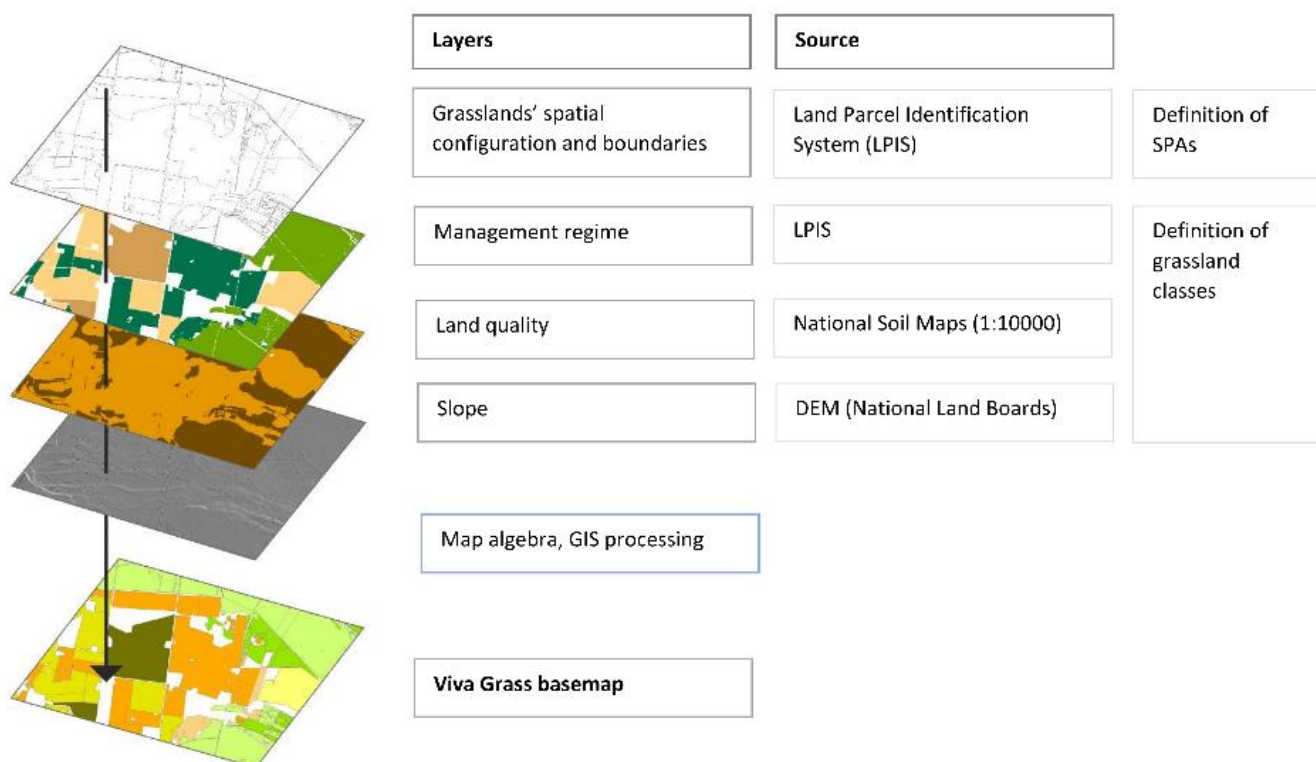 Layers
Source
Grasslands’ spatial
configuration and boundaries
Land Parcel Identification
System (LPIS)
Definition of
SPAs
Management regime
LPIS
Definition of
grassland
classes
Land quality
National Soil Maps (1:10000)
Slope
DEM (National Land Boards)
Map algebra, GIS processing
Viva Grass basemap